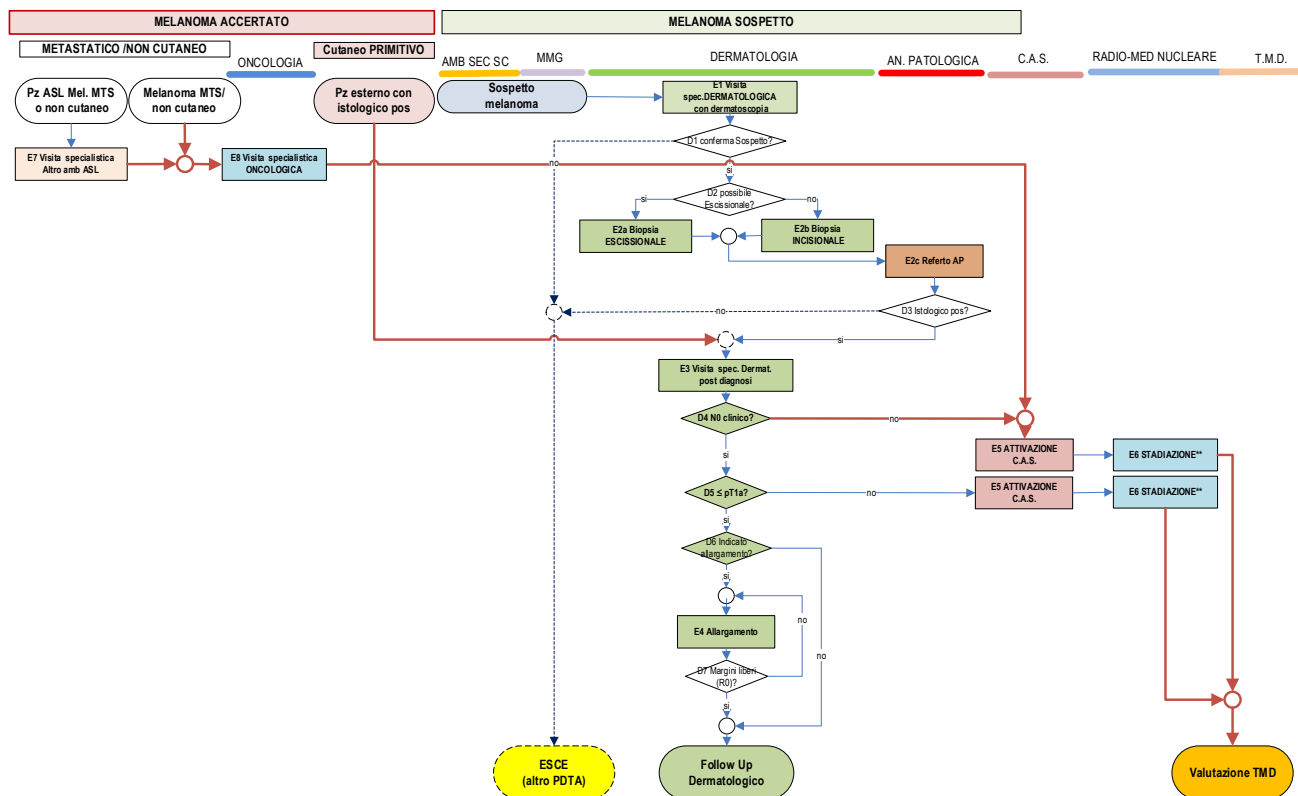 MELANOMA ACCERTATO
MELANOMA SOSPETTO
METASTATICO /NON CUTANEO
Cutaneo PRIMITIVO
ONCOLOGIA
AMB SEC SC
MMG
DERMATOLOGIA
AN. PATOLOGICA
C.A.S.
RADIO-MED NUCLEARE
T.M.D.
Pz ASL Mel. MTS
o non cutaneo
Melanoma MTS/
non cutaneo
Pz esterno con
istologico pos
Sospetto
melanoma
E1 Visita
spec.DERMATOLOGICA
con dermatoscopia
D1 conferma Sospetto?
no
si
E7 Visita specialistica
Altro amb ASL
E8 Visita specialistica
ONCOLOGICA
D2 possibile
Escissionale?
si
no
E2a Biopsia
ESCISSIONALE
E2b Biopsia
INCISIONALE
E2c Referto AP
D3 Istologico pos?
no
si
E3 Visita spec. Dermat.
post diagnosi
D4 N0 clinico?
no
si
E5 ATTIVAZIONE
C.A.S.
E6 STADIAZIONE**
D5 ≤ pT1a?
no
E5 ATTIVAZIONE
C.A.S.
E6 STADIAZIONE**
si
D6 Indicato
allargamento?
si
no
no
E4 Allargamento
D7 Margini liberi
(R0)?
si
ESCE
(altro PDTA)
Follow Up
Dermatologico
Valutazione TMD